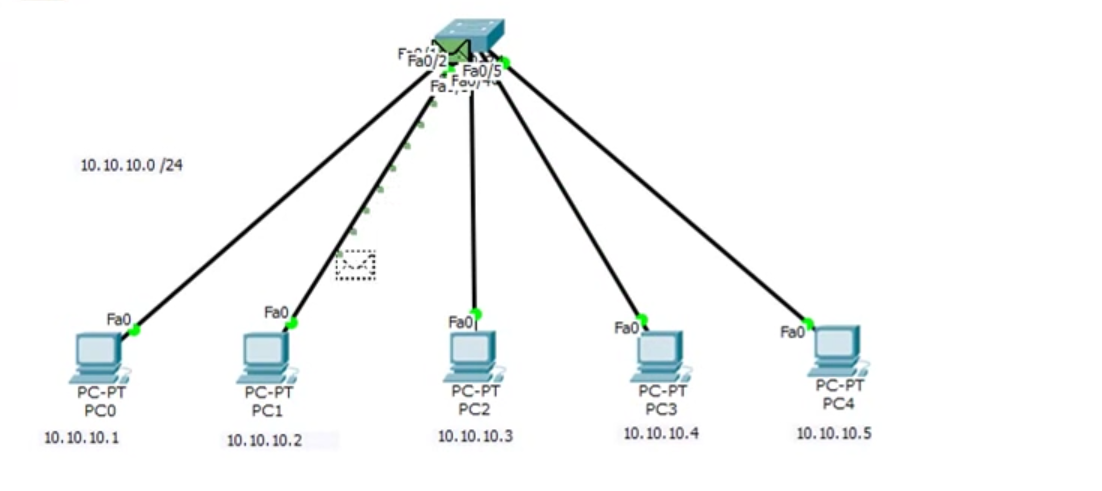 Fa0/2
Fa0/5
10.10.10.0 /24
Fa0
Fa0
Fa0
Fa0
Fa0
PC-PT
PC0
PC-PT
PC1
PC-PT
PC2
PC-PT
PC3
PC-PT
PC4
10.10.10.1
10.10.10.2
10.10.10.3
10.10.10.4
10.10.10.5